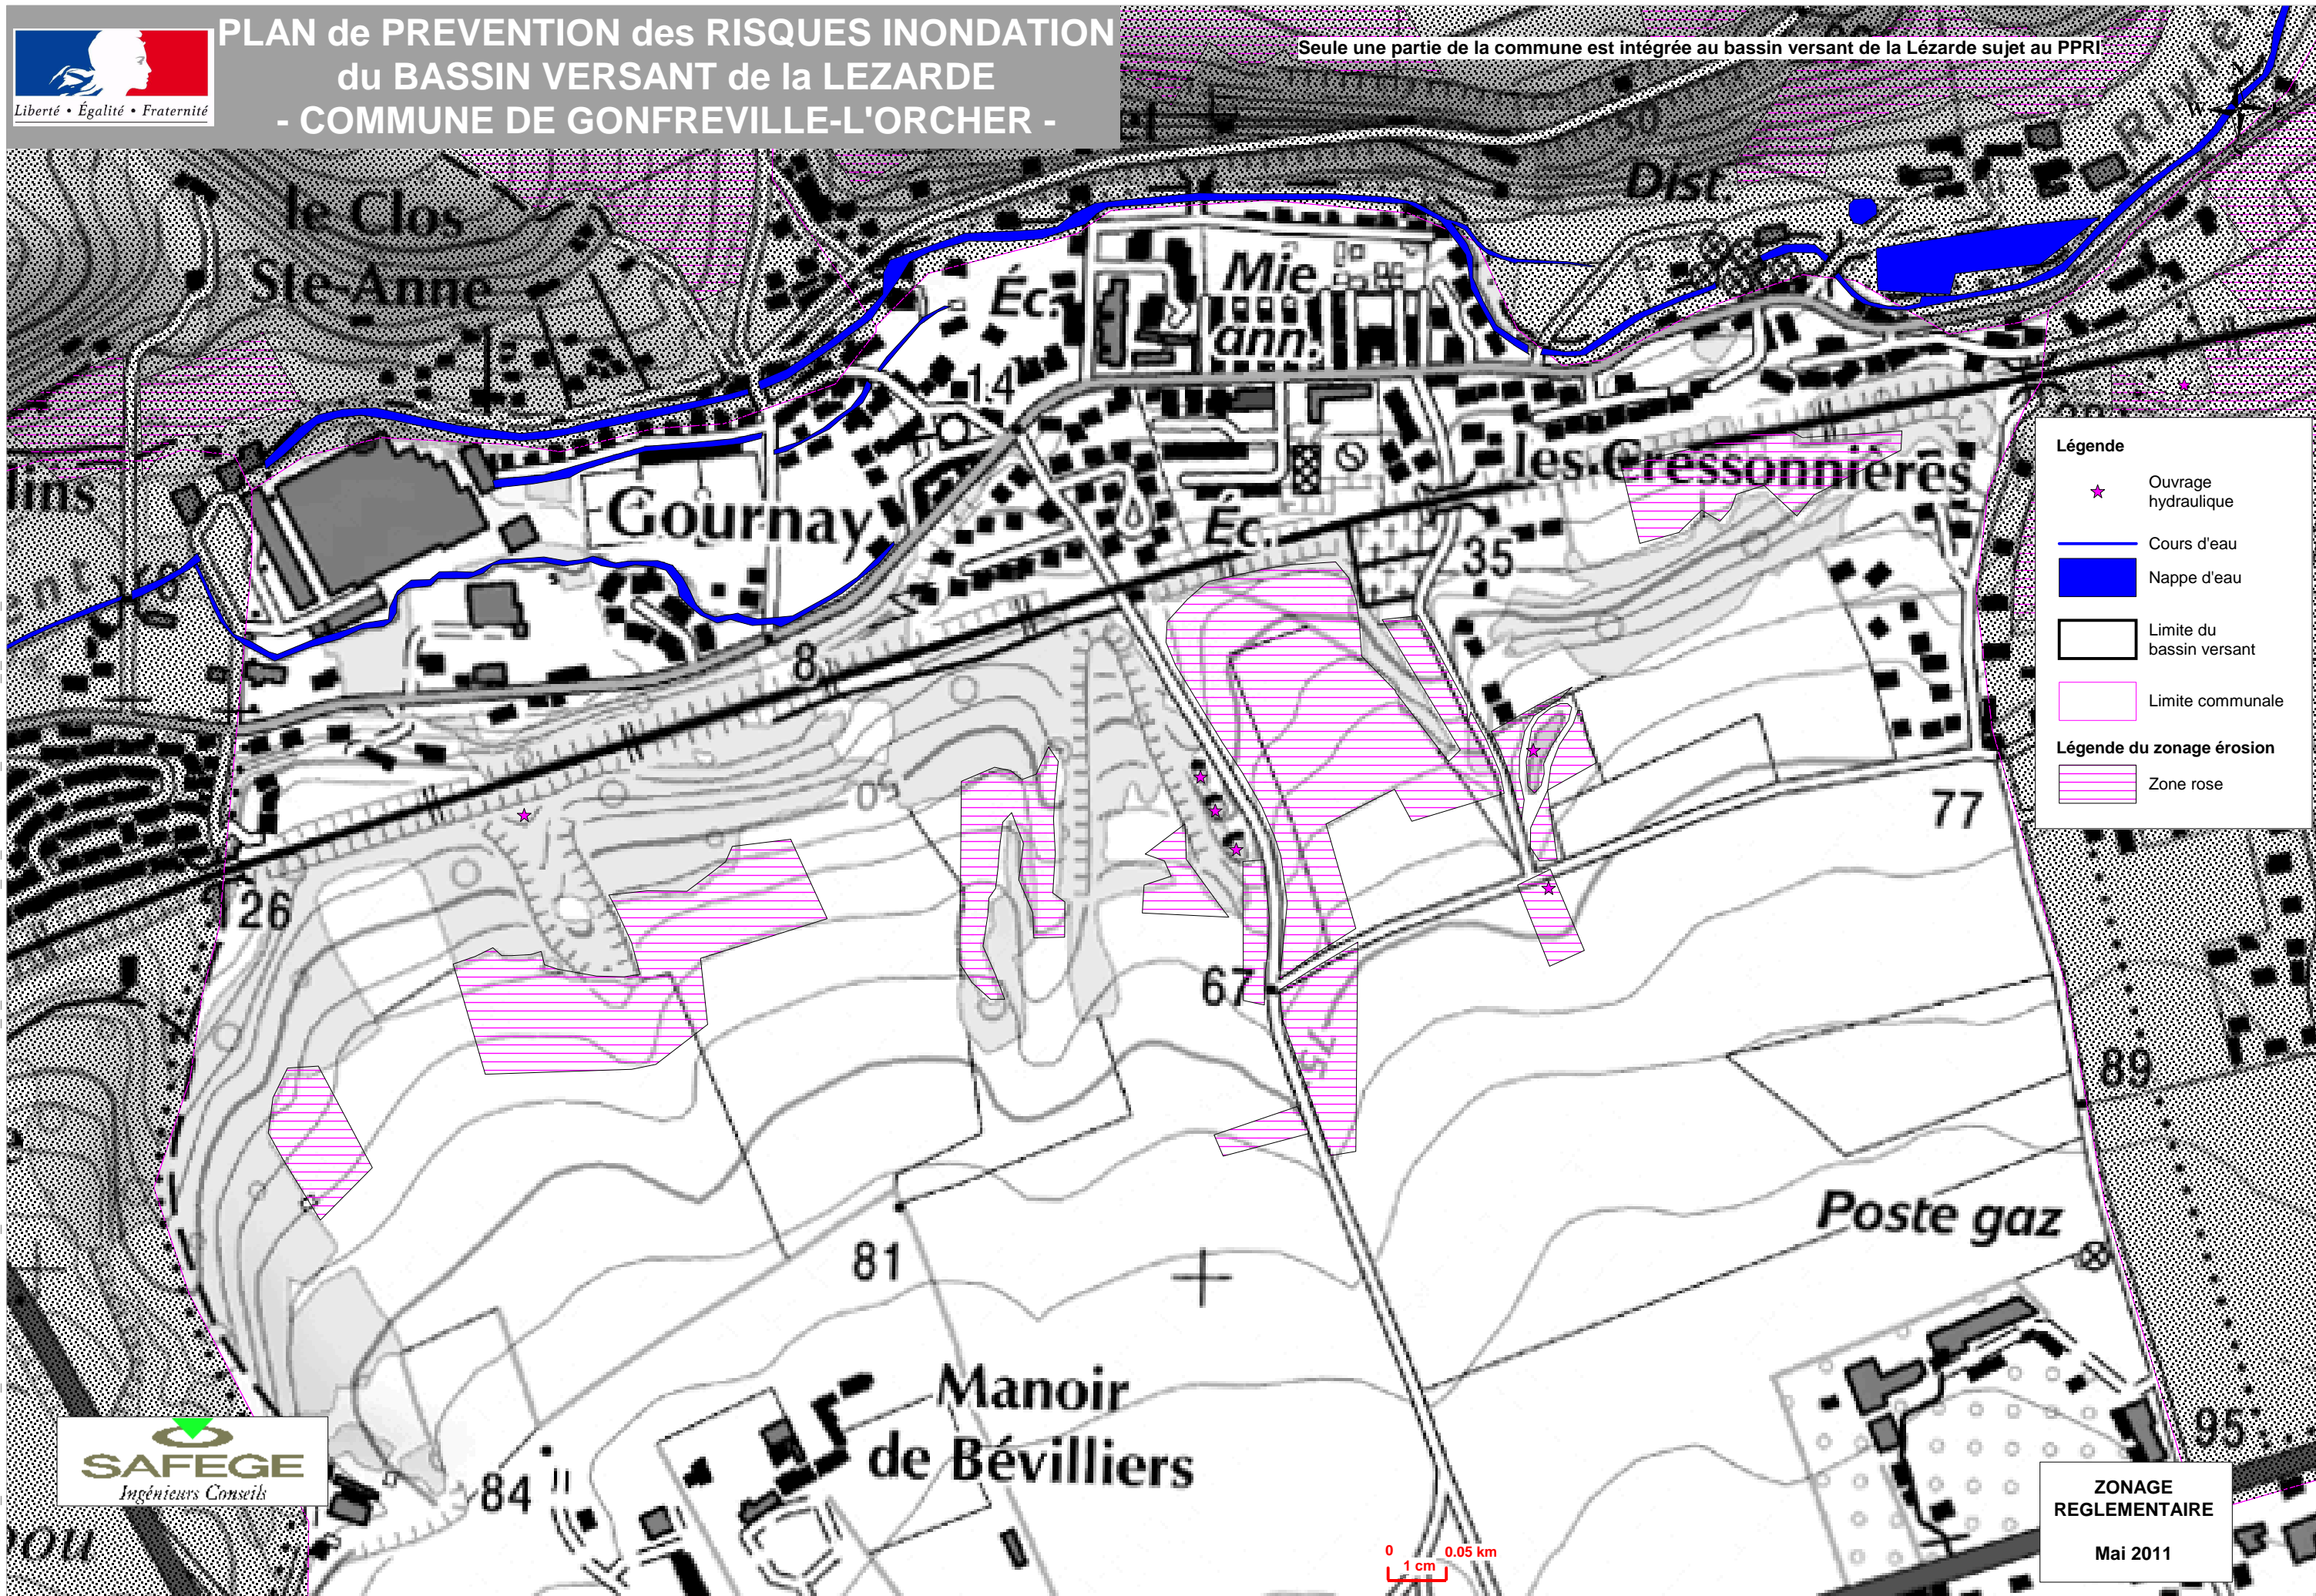 PLAN de PREVENTION des RISQUES INONDATION
du BASSIN VERSANT de la LEZARDE
- COMMUNE DE GONFREVILLE-L'ORCHER -
Liberté • Égalité • Fraternité
Seule une partie de la commune est intégrée au bassin versant de la Lézarde sujet au PPRI
le Clos
Ste-Anne
Dist.
Éc.
Mie
ann.
14
Gournay
Éc.
les Cressonnières
35
8
26
77
67
75
89
81
Poste gaz
Manoir
de Bévilliers
84
95
Légende
Ouvrage
hydraulique
Cours d'eau
Nappe d'eau
Limite du
bassin versant
Limite communale
Légende du zonage érosion
Zone rose
SAFEGE
Ingénieurs Conseils
0
0.05 km
1 cm
ZONAGE
REGLEMENTAIRE
Mai 2011